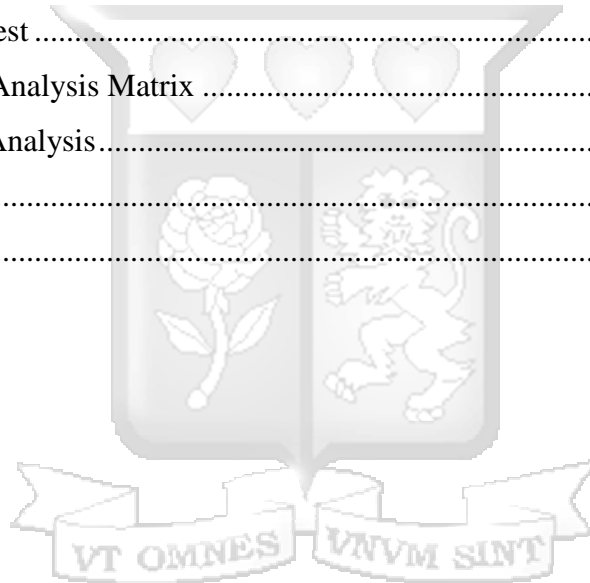 est ........................................................................
Analysis Matrix ..................................................
Analysis ...............................................................
...........................................................................
...........................................................................
VT OMNES VNVM SINT